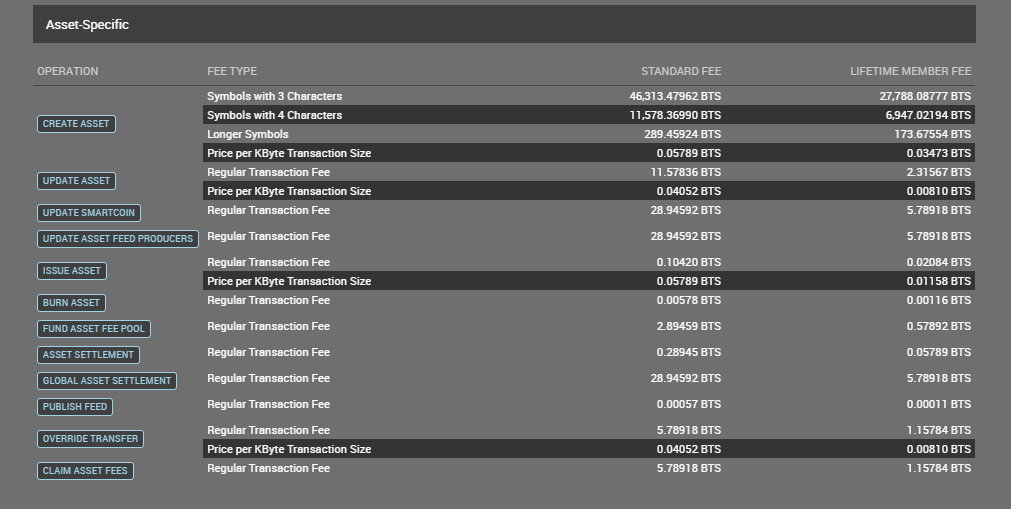 Asset-Specific
OPERATION FEE TYPE STANDARD FEE LIFETIME MEMBER FEE
CREATE ASSET
Symbols with 3 Characters 46,313.47962 BTS 27,788.08777 BTS
Symbols with 4 Characters 11,578.36990 BTS 6,947.02194 BTS
Longer Symbols 289.45924 BTS 173.67554 BTS
Price per KByte Transaction Size 0.05789 BTS 0.03473 BTS
UPDATE ASSET
Regular Transaction Fee 11.57836 BTS 2.31567 BTS
Price per KByte Transaction Size 0.04052 BTS 0.00810 BTS
UPDATE SMARTCOIN Regular Transaction Fee 28.94592 BTS 5.78918 BTS
UPDATE ASSET FEED PRODUCERS Regular Transaction Fee 28.94592 BTS 5.78918 BTS
ISSUE ASSET
Regular Transaction Fee 0.10420 BTS 0.02084 BTS
Price per KByte Transaction Size 0.05789 BTS 0.01158 BTS
BURN ASSET Regular Transaction Fee 0.00578 BTS 0.00116 BTS
FUND ASSET FEE POOL Regular Transaction Fee 2.89459 BTS 0.57892 BTS
ASSET SETTLEMENT Regular Transaction Fee 0.28945 BTS 0.05789 BTS
GLOBAL ASSET SETTLEMENT Regular Transaction Fee 28.94592 BTS 5.78918 BTS
PUBLISH FEED Regular Transaction Fee 0.00057 BTS 0.00011 BTS
OVERRIDE TRANSFER
Regular Transaction Fee 5.78918 BTS 1.15784 BTS
Price per KByte Transaction Size 0.04052 BTS 0.00810 BTS
CLAIM ASSET FEES Regular Transaction Fee 5.78918 BTS 1.15784 BTS